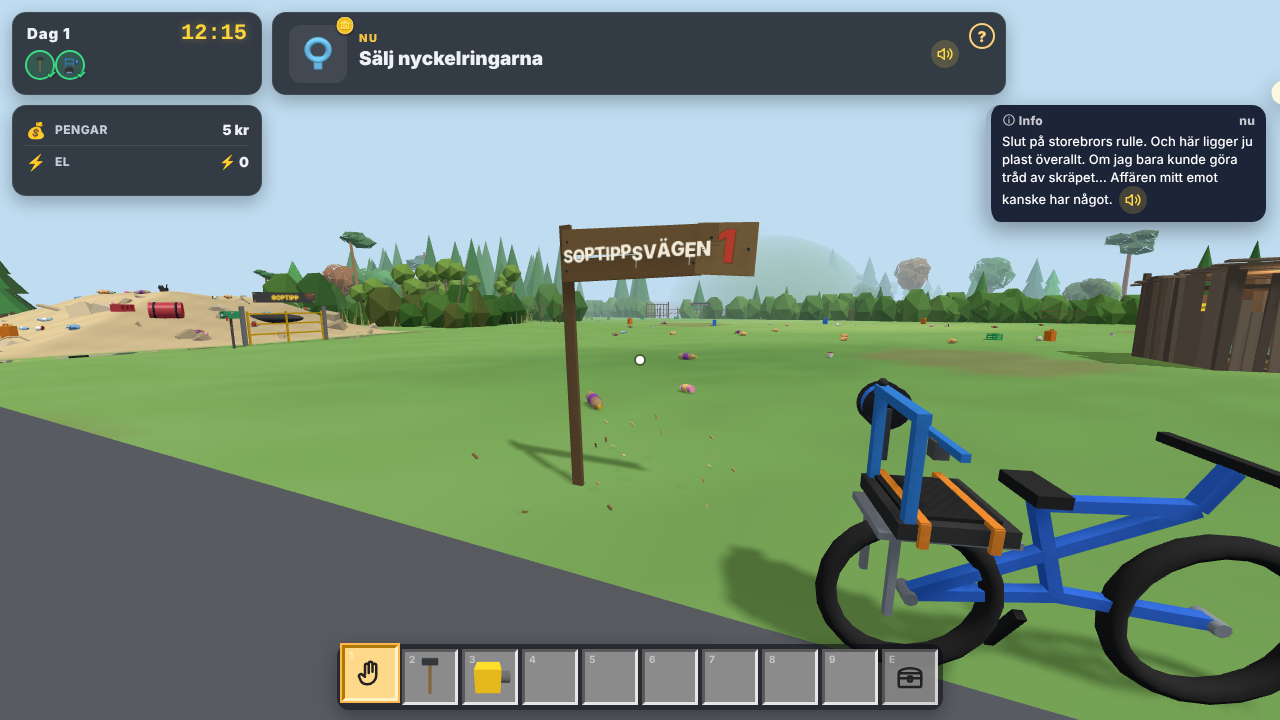 Dag 1
12:15
NU
Sälj nyckelringarna
?
PENGAR
5 kr
EL
0
Info
nu
Slut på storebrors rulle. Och här ligger ju
plast överallt. Om jag bara kunde göra
tråd av skräpet... Affären mitt emot
kanske har något.
SOPTIPPSVÄGEN 1
SOPTIPP
1
2
3
4
5
6
7
8
9
E